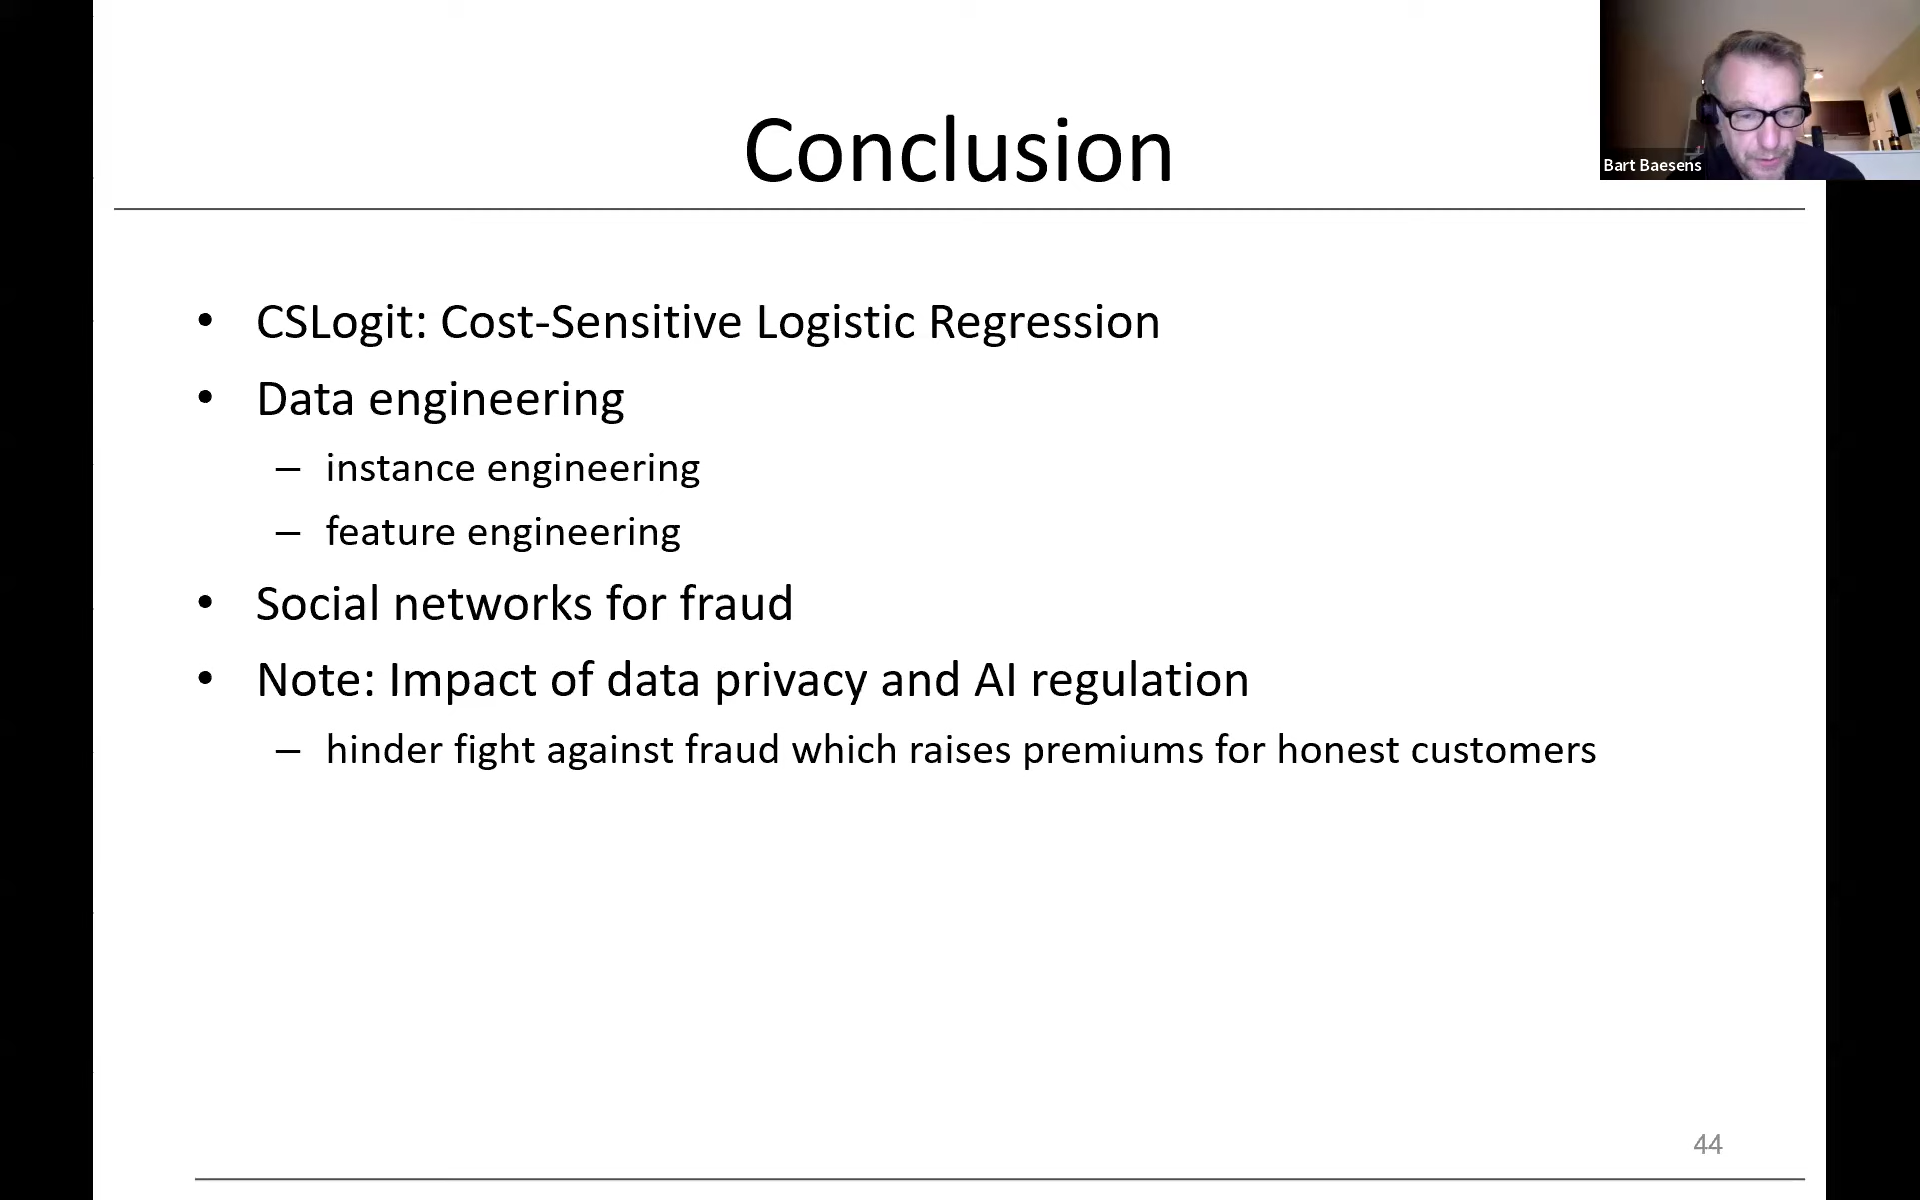 Conclusion
Bart Baesens
• CSLogit: Cost-Sensitive Logistic Regression
• Data engineering
– instance engineering
– feature engineering
• Social networks for fraud
• Note: Impact of data privacy and AI regulation
– hinder fight against fraud which raises premiums for honest customers
44